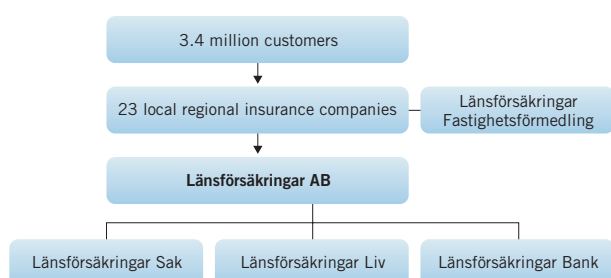 3.4 million customers
23 local regional insurance companies
Länsförsäkringar
Fastighetsförmedling
Länsförsäkringar AB
Länsförsäkringar Sak
Länsförsäkringar Liv
Länsförsäkringar Bank